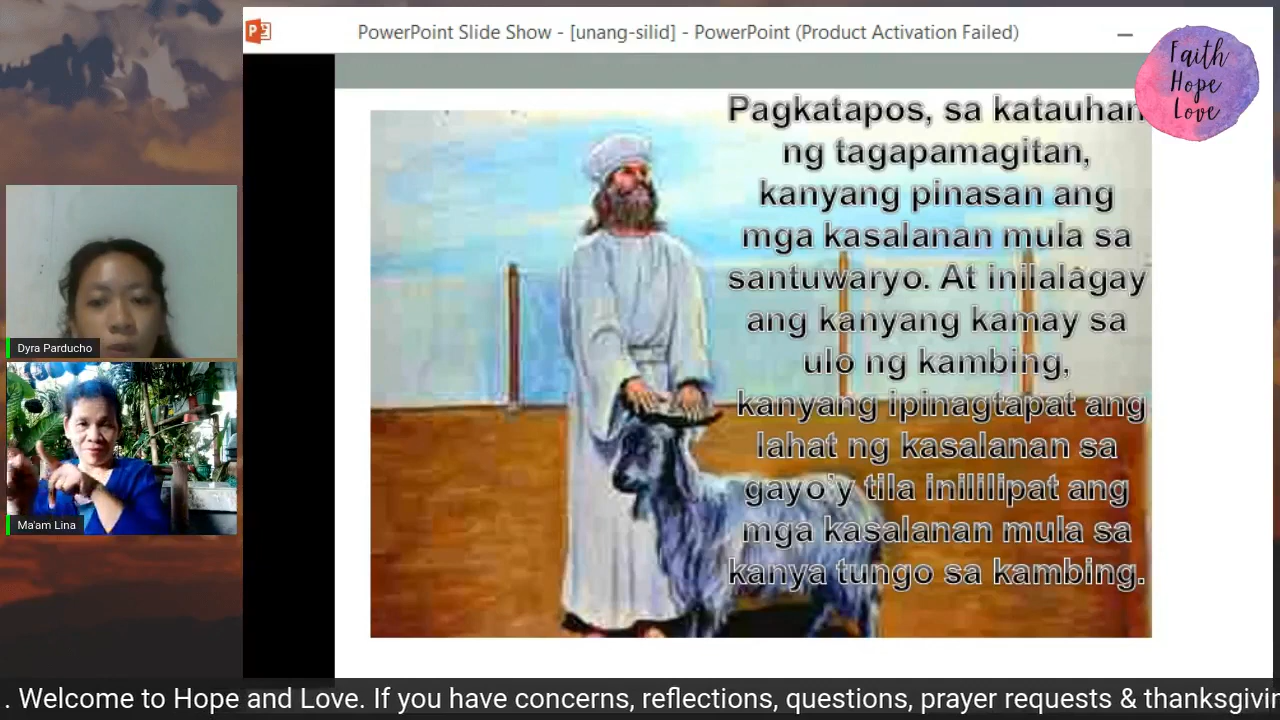 PowerPoint Slide Show - [unang-silid] - PowerPoint (Product Activation Failed)
Faith
Hope
Love
Pagkatapos, sa katauhan
ng tagapamagitan,
kanyang pinasan ang
mga kasalanan mula sa
santuwaryo. At inilalagay
ang kanyang kamay sa
ulo ng kambing,
kanyang ipinagtapat ang
lahat ng kasalanan sa
gayo'y tila inililipat ang
mga kasalanan mula sa
kanya tungo sa kambing.
Dyra Parducho
Ma'am Lina
. Welcome to Hope and Love. If you have concerns, reflections, questions, prayer requests & thanksgivin